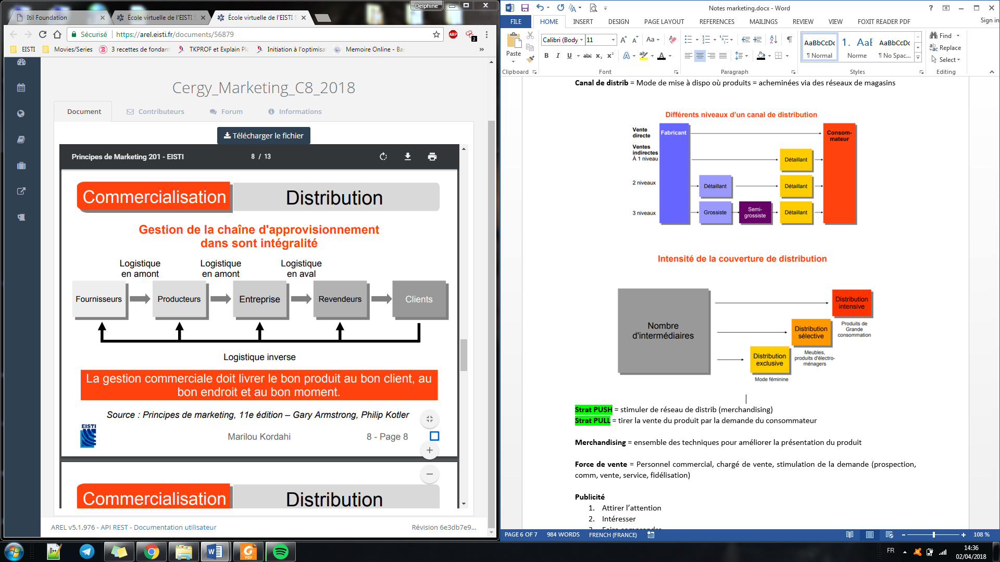 Delphine
Itil Foundation
École virtuelle de l'EISTI S
École virtuelle de l'EISTI S
Sécurisé
https://arel.eisti.fr/documents/56879
ABP
2
EISTI
Movies/Series
3 recettes de fondant
TKPROF et Explain Pla
Initiation à l'optimisat
Memoire Online - Bas
»
Cergy_Marketing_C8_2018
Document
Contributeurs
Forum
Informations
Télécharger le fichier
Principes de Marketing 201 - EISTI
8 / 13
Commercialisation
Distribution
Gestion de la chaîne d'approvisionnement
dans sont intégralité
Logistique
en amont
Logistique
en amont
Logistique
en aval
Fournisseurs
Producteurs
Entreprise
Revendeurs
Clients
Logistique inverse
La gestion commerciale doit livrer le bon produit au bon client, au
bon endroit et au bon moment.
Source : Principes de marketing, 11e édition – Gary Armstrong, Philip Kotler
EISTI
Marilou Kordahi
8 - Page 8
Commercialisation
Distribution
AREL v5.1.976 - API REST - Documentation utilisateur
Révision 6e3db7e9...
Notes marketing.docx - Word
FILE
HOME
INSERT
DESIGN
PAGE LAYOUT
REFERENCES
MAILINGS
REVIEW
VIEW
FOXIT READER PDF
Sign in
Paste
Clipboard
Calibri (Body
11
Font
Paragraph
AaBbCcDc
¶ Normal
1. AaE
Norme
AaBbCcDc
¶ No Spac...
Styles
Find
Replace
Select
Editing
Canal de distrib = Mode de mise à dispo où produits = acheminées via des réseaux de magasins
Différents niveaux d'un canal de distribution
Vente
directe
Fabricant
Consom-
mateur
Ventes
indirectes
À 1 niveau
Détaillant
2 niveaux
Détaillant
Détaillant
3 niveaux
Grossiste
Semi-
grossiste
Détaillant
Intensité de la couverture de distribution
Nombre
d'intermédiaires
Distribution
intensive
Produits de
Grande
consommation
Distribution
sélective
Meubles,
produits d'électro-
ménagers
Distribution
exclusive
Mode féminine
Strat PUSH = stimuler de réseau de distrib (merchandising)
Strat PULL = tirer la vente du produit par la demande du consommateur
Merchandising = ensemble des techniques pour améliorer la présentation du produit
Force de vente = Personnel commercial, chargé de vente, stimulation de la demande (prospection,
comm, vente, service, fidélisation)
Publicité
1. Attirer l'attention
2. Intéresser
3. Faire comprendre
PAGE 6 OF 7
984 WORDS
FRENCH (FRANCE)
108 %
FR
14:36
02/04/2018